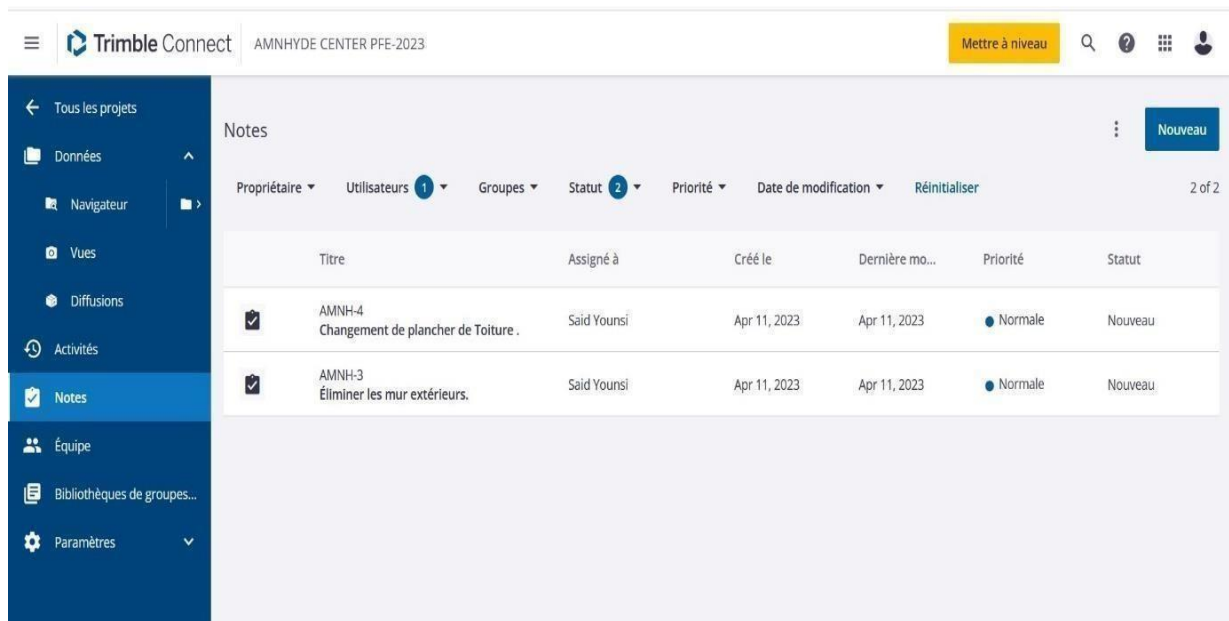 Trimble Connect AMNHYDE CENTER PFE-2023 Mettre à niveau
Tous les projets
Données
Navigateur
Vues
Diffusions
Activités
Notes
Équipe
Bibliothèques de groupes...
Paramètres
Notes Nouveau
Propriétaire Utilisateurs 1 Groupes Statut 2 Priorité Date de modification Réinitialiser 2 of 2
Titre Assigné à Créé le Dernière mo... Priorité Statut
AMNH-4
Changement de plancher de Toiture . Said Younsi Apr 11, 2023 Apr 11, 2023 Normale Nouveau
AMNH-3
Éliminer les mur extérieurs. Said Younsi Apr 11, 2023 Apr 11, 2023 Normale Nouveau